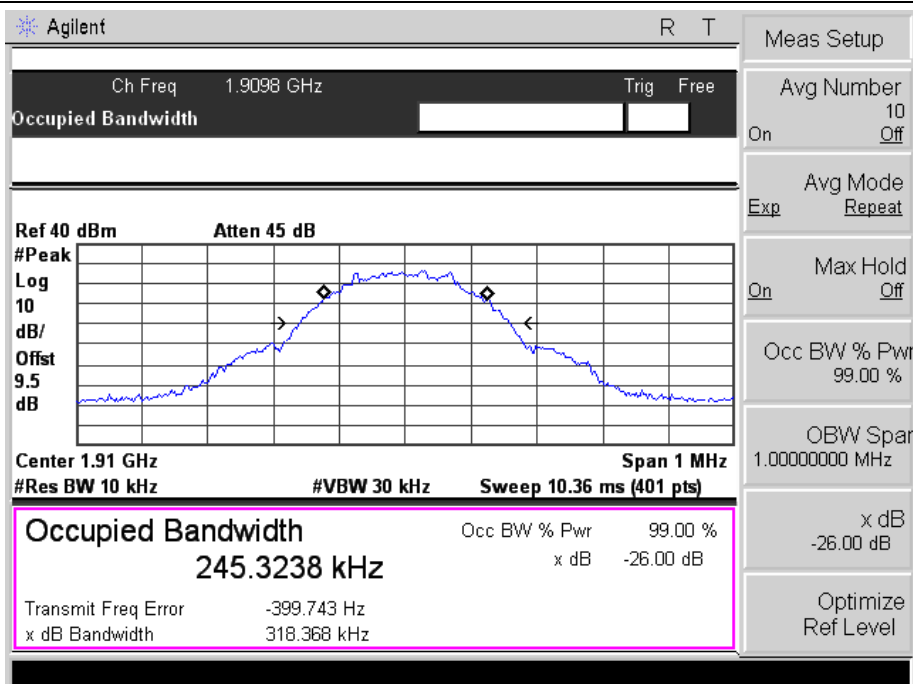 Agilent R T
Ch Freq 1.9098 GHz Trig Free
Occupied Bandwidth
Ref 40 dBm Atten 45 dB
#Peak
Log
10
dB/
Offst
9.5
dB
Center 1.91 GHz Span 1 MHz
#Res BW 10 kHz #VBW 30 kHz Sweep 10.36 ms (401 pts)
Occupied Bandwidth
245.3238 kHz
Occ BW % Pwr 99.00 %
x dB -26.00 dB
Transmit Freq Error -399.743 Hz
x dB Bandwidth 318.368 kHz
Meas Setup
Avg Number
10
On Off
Avg Mode
Exp Repeat
Max Hold
On Off
Occ BW % Pwr
99.00 %
OBW Span
1.00000000 MHz
x dB
-26.00 dB
Optimize
Ref Level